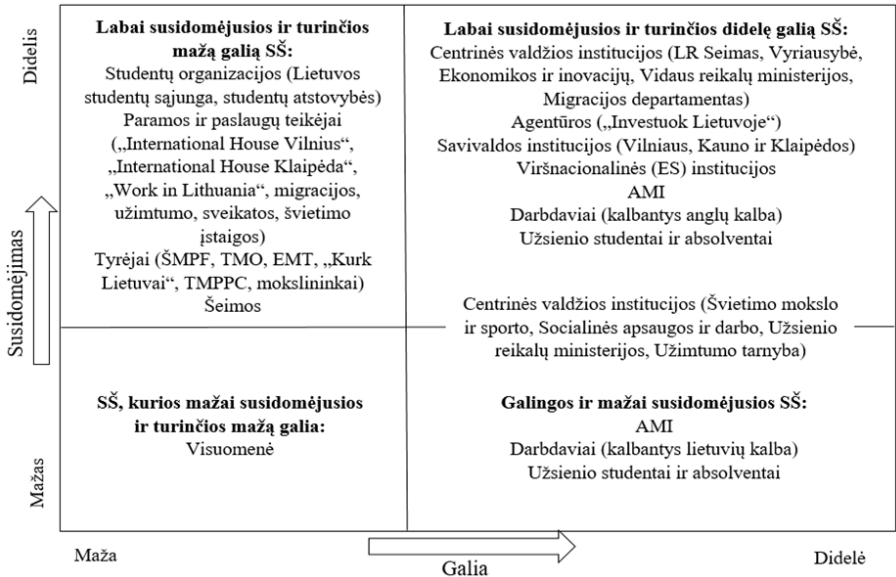 Didelis
Susidomėjimas
Mažas
Labai susidomėjusios ir turinčios
mažą galią SŠ:
Studentų organizacijos (Lietuvos
studentų sąjunga, studentų atstovybės)
Paramos ir paslaugų teikėjai
(„International House Vilnius“,
„International House Klaipėda“,
„Work in Lithuania“, migracijos,
užimtumo, sveikatos, švietimo
įstaigos)
Tyrėjai (ŠMPF, TMO, EMT, „Kurk
Lietuvai“, TMPPC, mokslininkai)
Šeimos
Labai susidomėjusios ir turinčios didelę galią SŠ:
Centrinės valdžios institucijos (LR Seimas, Vyriausybė,
Ekonomikos ir inovacijų, Vidaus reikalų ministerijos,
Migracijos departamentas)
Agentūros („Investuok Lietuvoje“)
Savivaldos institucijos (Vilniaus, Kauno ir Klaipėdos)
Viršnacionalinės (ES) institucijos
AMI
Darbdaviai (kalbantys anglų kalba)
Užsienio studentai ir absolventai
Centrinės valdžios institucijos (Švietimo mokslo
ir sporto, Socialinės apsaugos ir darbo, Užsienio
reikalų ministerijos, Užimtumo tarnyba)
SŠ, kurios mažai susidomėjusios
ir turinčios mažą galia:
Visuomenė
Galingos ir mažai susidomėjusios SŠ:
AMI
Darbdaviai (kalbantys lietuvių kalba)
Užsienio studentai ir absolventai
Maža
Galia
Didelė